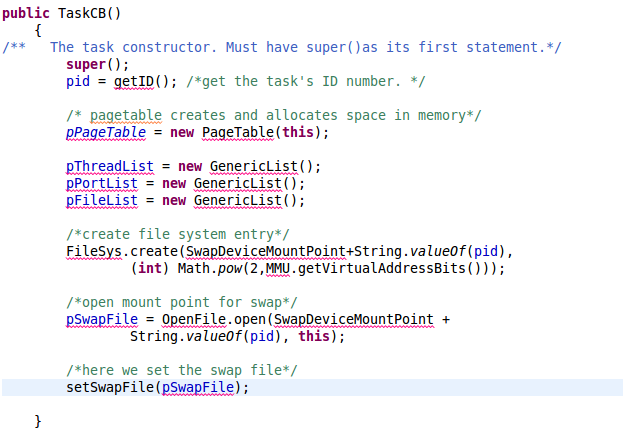 public TaskCB()
{
/** The task constructor. Must have super()as its first statement.*/
super();
pid = getID(); /*get the task's ID number. */
/* pagetable creates and allocates space in memory*/
pPageTable = new PageTable(this);
pThreadList = new GenericList();
pPortList = new GenericList();
pFileList = new GenericList();
/*create file system entry*/
FileSys.create(SwapDeviceMountPoint+String.valueOf(pid),
(int) Math.pow(2,MMU.getVirtualAddressBits()));
/*open mount point for swap*/
pSwapFile = OpenFile.open(SwapDeviceMountPoint +
String.valueOf(pid), this);
/*here we set the swap file*/
setSwapFile(pSwapFile);
}